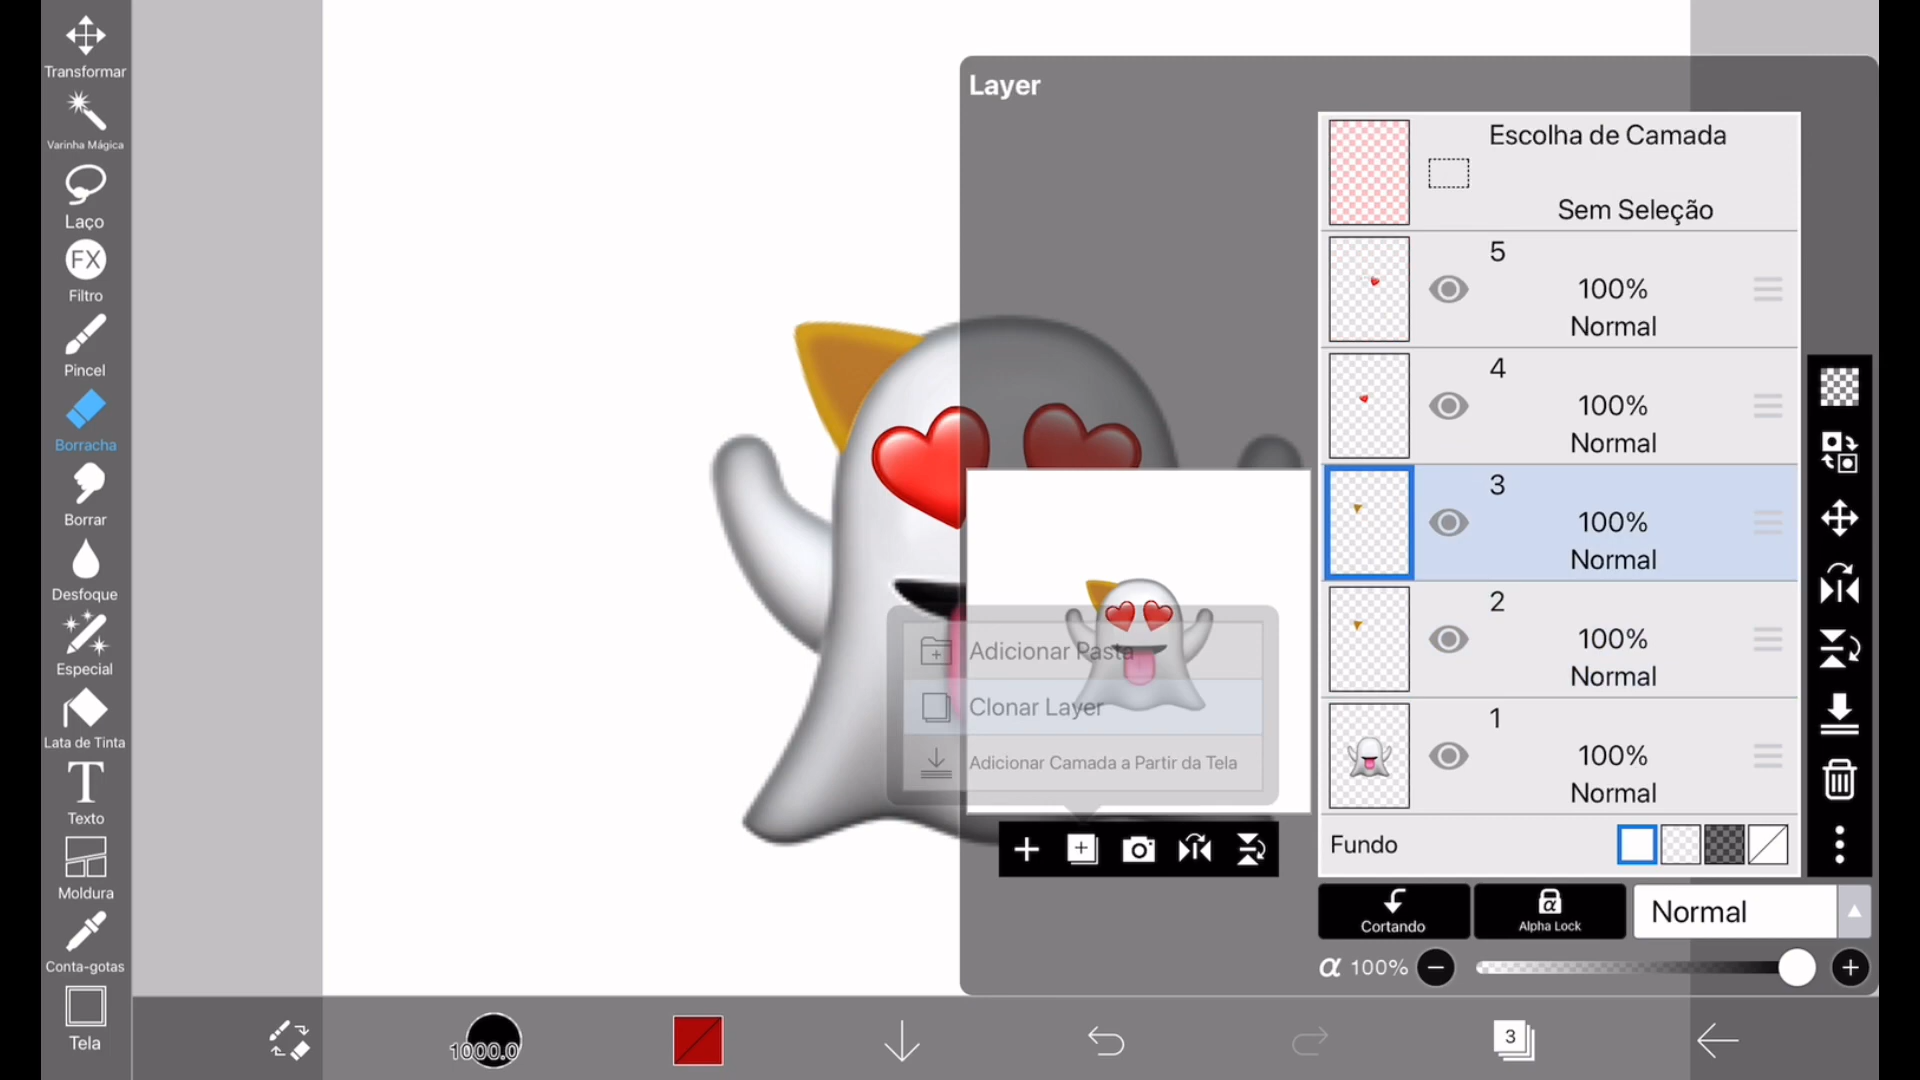 Transformar
Varinha Mágica
Laço
FX
Filtro
Pincel
Borracha
Borrar
Desfoque
Especial
Lata de Tinta
T
Texto
Moldura
Conta-gotas
Tela
Layer
Escolha de Camada
Sem Seleção
5
100%
Normal
4
100%
Normal
3
100%
Normal
2
100%
Normal
1
100%
Normal
Fundo
Adicionar Pasta
Clonar Layer
Adicionar Camada a Partir da Tela
Cortando
α
Alpha Lock
Normal
α 100%
1000.0
3